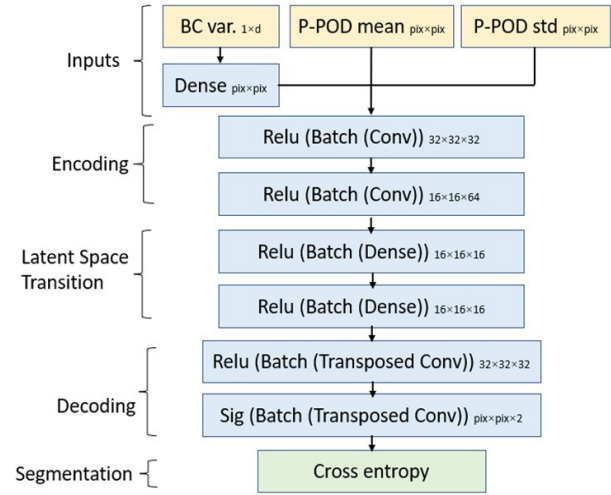 BC var. 1×d
P-POD mean pix×pix
P-POD std pix×pix
Inputs
Dense pix×pix
Relu (Batch (Conv)) 32×32×32
Encoding
Relu (Batch (Conv)) 16×16×64
Relu (Batch (Dense)) 16×16×16
Latent Space
Transition
Relu (Batch (Dense)) 16×16×16
Relu (Batch (Transposed Conv)) 32×32×32
Decoding
Sig (Batch (Transposed Conv)) pix×pix×2
Segmentation
Cross entropy